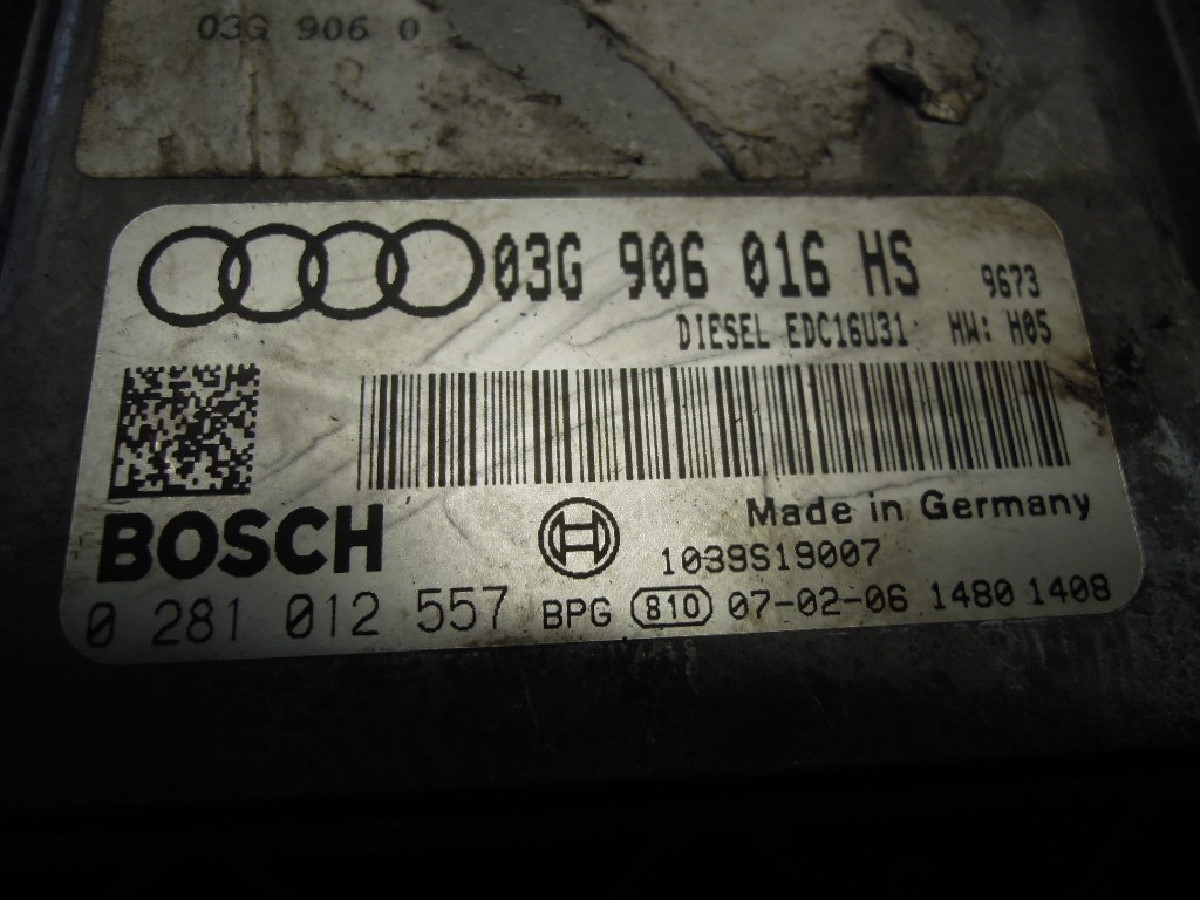 03G 906 0
03G 906 016 HS 9673
DIESEL EDC16U31 HW: H05
BOSCH
Made in Germany
1039S19007
0 281 012 557 BPG 810 07-02-06 1480 1408